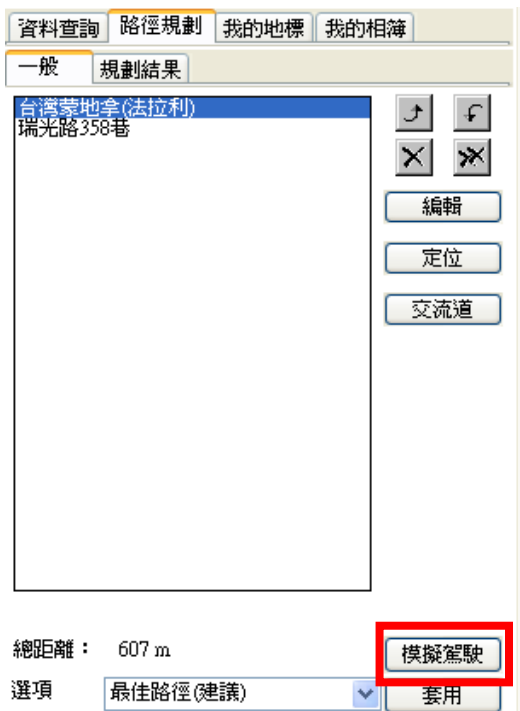 資料查詢 路徑規劃 我的地標 我的相簿
一般 規劃結果
台灣蒙地拿(法拉利)
瑞光路358巷
編輯
定位
交流道
總距離： 607 m
模擬駕駛
選項 最佳路徑(建議)
套用